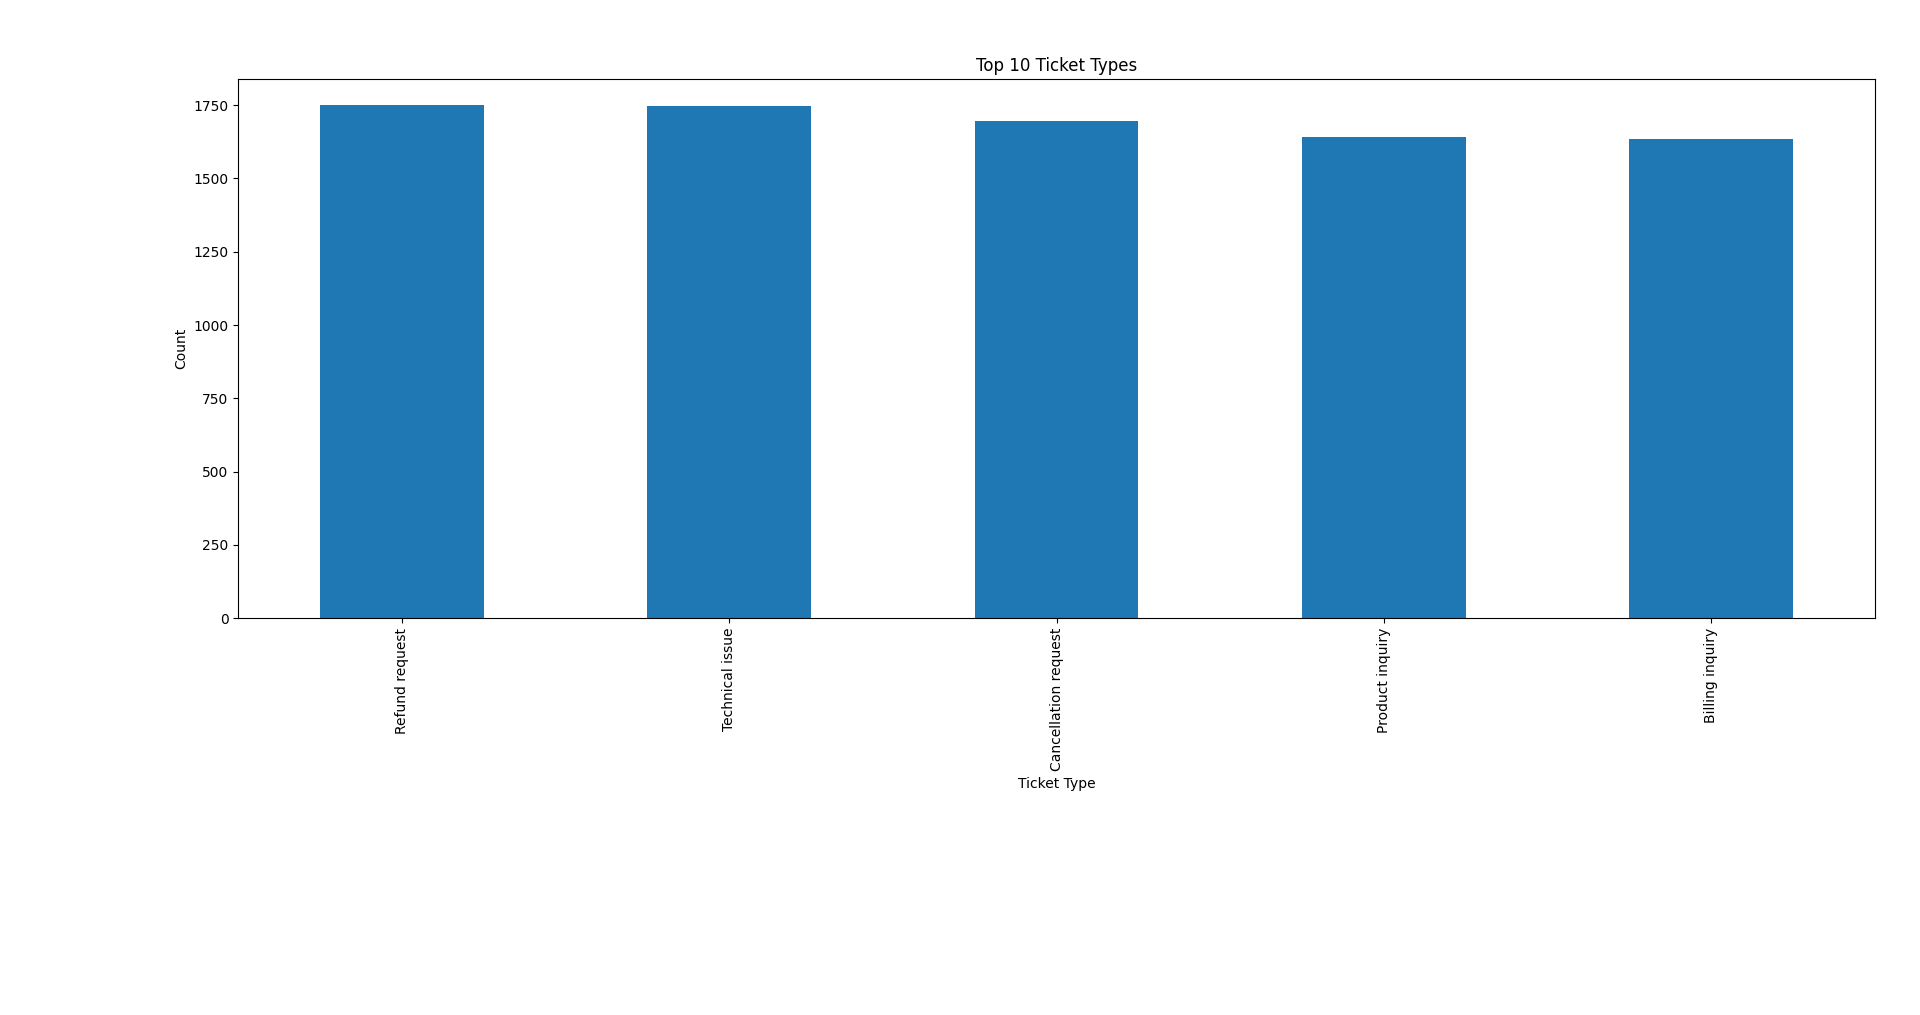 Top 10 Ticket Types
1750
1500
1250
1000
750
500
250
0
Count
Refund request
Technical issue
Cancellation request
Product inquiry
Billing inquiry
Ticket Type